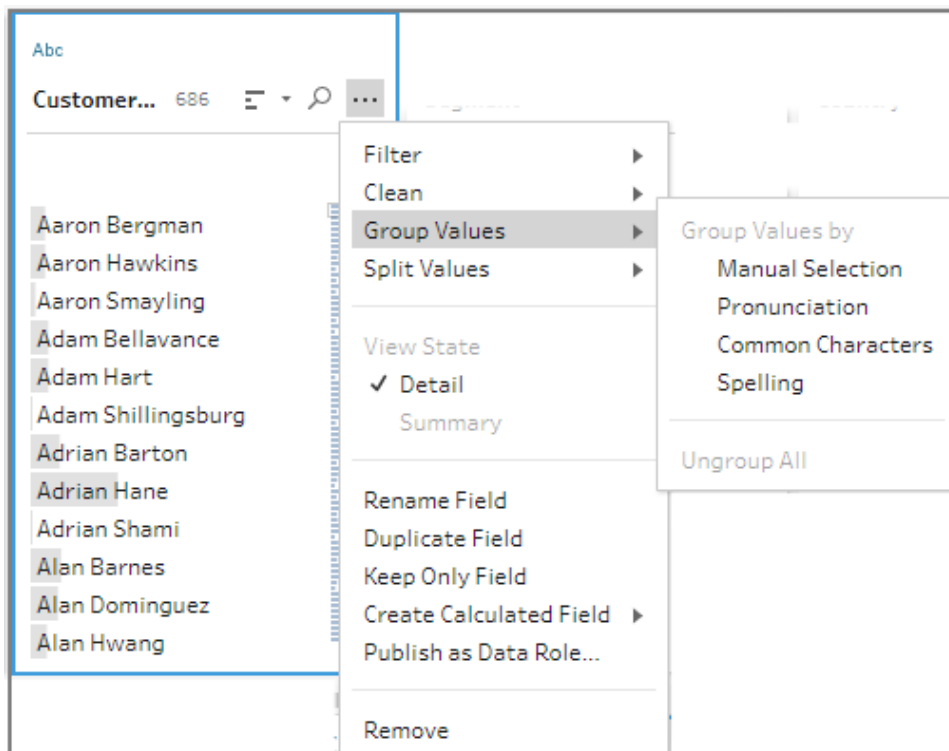 Abc
Customer... 686
Aaron Bergman
Aaron Hawkins
Aaron Smayling
Adam Bellavance
Adam Hart
Adam Shillingsburg
Adrian Barton
Adrian Hane
Adrian Shami
Alan Barnes
Alan Dominguez
Alan Hwang
Filter
Clean
Group Values
Split Values
View State
✓ Detail
Summary
Rename Field
Duplicate Field
Keep Only Field
Create Calculated Field
Publish as Data Role...
Remove
Group Values by
Manual Selection
Pronunciation
Common Characters
Spelling
Ungroup All